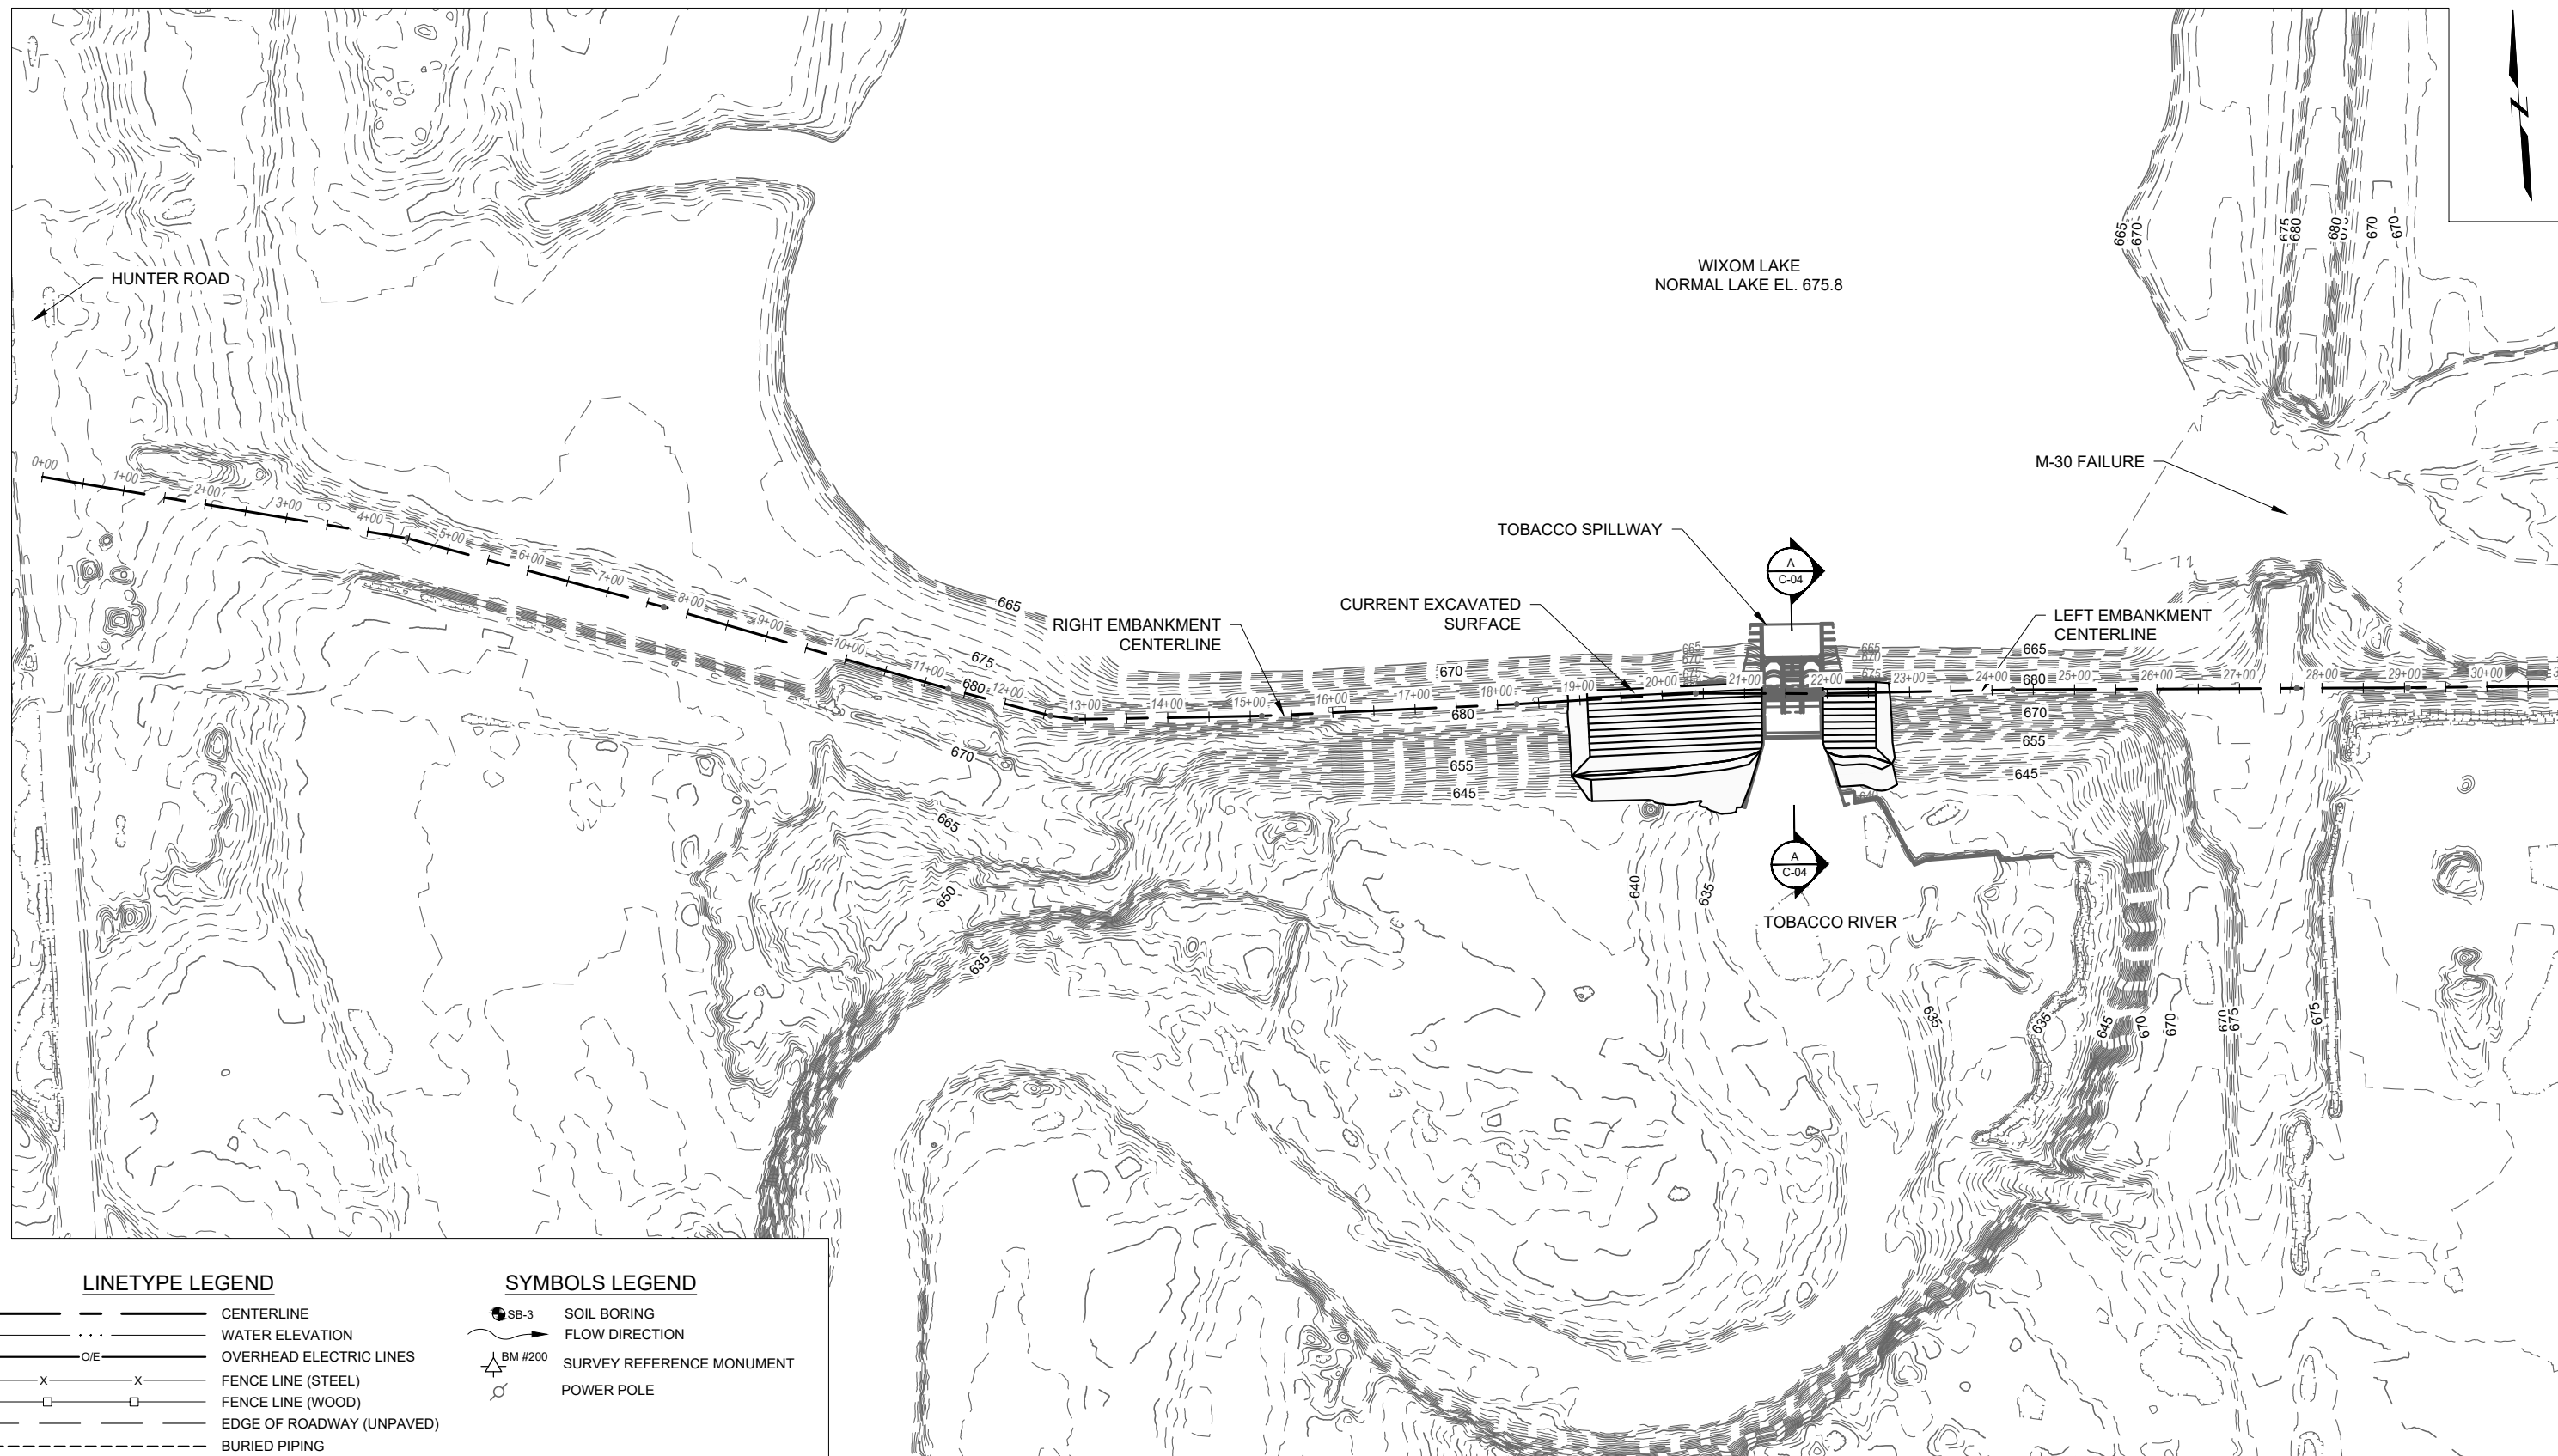 N
665
670
675
680
680
670
670
HUNTER ROAD
WIXOM LAKE
NORMAL LAKE EL. 675.8
M-30 FAILURE
TOBACCO SPILLWAY
A
C-04
CURRENT EXCAVATED
SURFACE
RIGHT EMBANKMENT
CENTERLINE
LEFT EMBANKMENT
CENTERLINE
0+00
1+00
2+00
3+00
4+00
5+00
6+00
7+00
8+00
9+00
10+00
11+00
12+00
13+00
14+00
15+00
16+00
17+00
18+00
19+00
20+00
21+00
22+00
23+00
24+00
25+00
26+00
27+00
28+00
29+00
30+00
665
675
680
670
665
670
665
670
665
680
680
670
670
655
655
645
645
665
650
635
640
635
A
C-04
TOBACCO RIVER
635
635
645
670
670
670
675
675
LINETYPE LEGEND
CENTERLINE
WATER ELEVATION
O/E OVERHEAD ELECTRIC LINES
X X FENCE LINE (STEEL)
FENCE LINE (WOOD)
EDGE OF ROADWAY (UNPAVED)
BURIED PIPING
SYMBOLS LEGEND
SB-3 SOIL BORING
FLOW DIRECTION
BM #200 SURVEY REFERENCE MONUMENT
POWER POLE